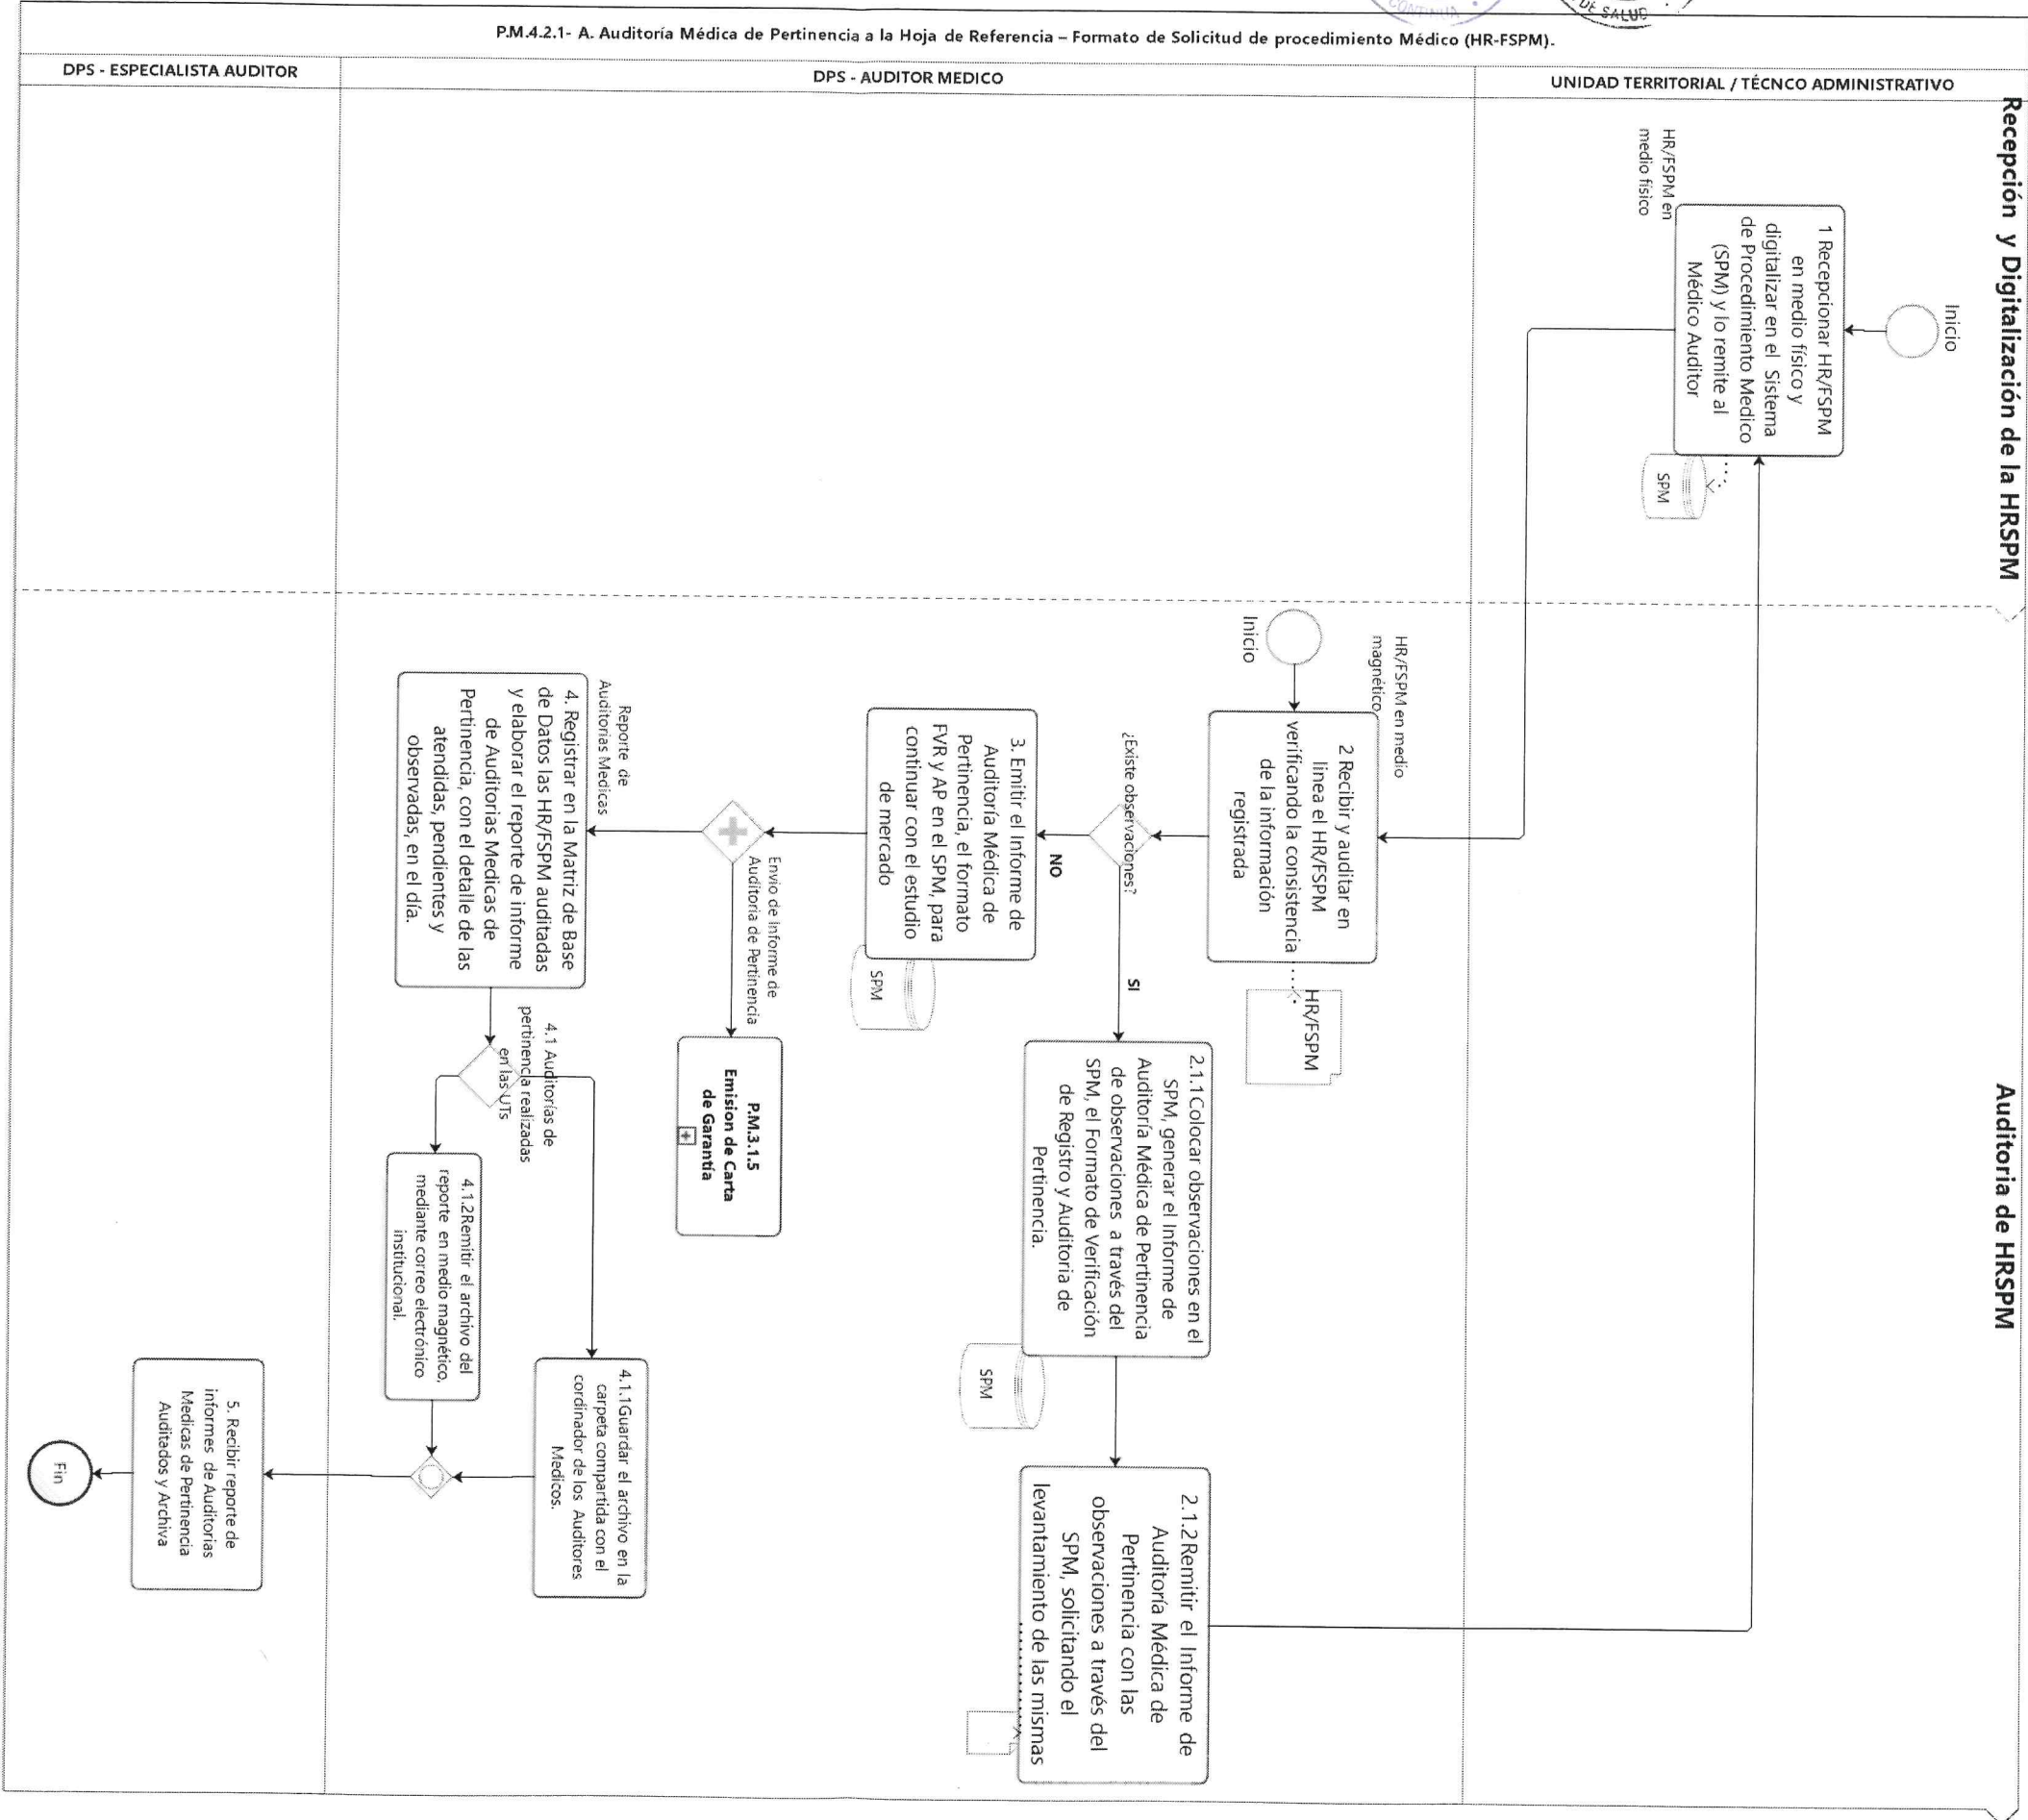 CONTINUA
DE SALUD
P.M.4.2.1- A. Auditoría Médica de Pertinencia a la Hoja de Referencia – Formato de Solicitud de procedimiento Médico (HR-FSPM).
DPS - ESPECIALISTA AUDITOR
DPS - AUDITOR MEDICO
UNIDAD TERRITORIAL / TÉCNCO ADMINISTRATIVO
Recepción y Digitalización de la HRSPM
Auditoria de HRSPM
Inicio
1 Recepcionar HR/FSPM
en medio físico y
digitalizar en el Sistema
de Procedimiento Medico
(SPM) y lo remite al
Médico Auditor
HR/FSPM en
medio físico
SPM
Inicio
HR/FSPM en medio
magnético
2 Recibir y auditar en
linea el HR/FSPM
verificando la consistencia
de la información
registrada
HR/FSPM
¿Existe observaciones?
NO
SI
2.1.1Colocar observaciones en el
SPM, generar el Informe de
Auditoría Médica de Pertinencia
de observaciones a través del
SPM, el Formato de Verificación
de Registro y Auditoria de
Pertinencia.
SPM
2.1.2Remitir el Informe de
Auditoría Médica de
Pertinencia con las
observaciones a través del
SPM, solicitando el
levantamiento de las mismas
3. Emitir el Informe de
Auditoría Médica de
Pertinencia, el formato
FVR y AP en el SPM, para
continuar con el estudio
de mercado
SPM
Envio de Informe de
Auditoria de Pertinencia
P.M.3.1.5
Emision de Carta
de Garantía
Reporte de
Auditorias Medicas
4. Registrar en la Matriz de Base
de Datos las HR/FSPM auditadas
y elaborar el reporte de informe
de Auditorias Medicas de
Pertinencia, con el detalle de las
atendidas, pendientes y
observadas, en el día.
4.1 Auditorías de
pertinencia realizadas
en las UTs
4.1.1Guardar el archivo en la
carpeta compartida con el
cordinador de los Auditores
Medicos.
4.1.2Remitir el archivo del
reporte en medio magnético,
mediante correo electrónico
institucional.
5. Recibir reporte de
informes de Auditorias
Medicas de Pertinencia
Auditados y Archiva
Fin